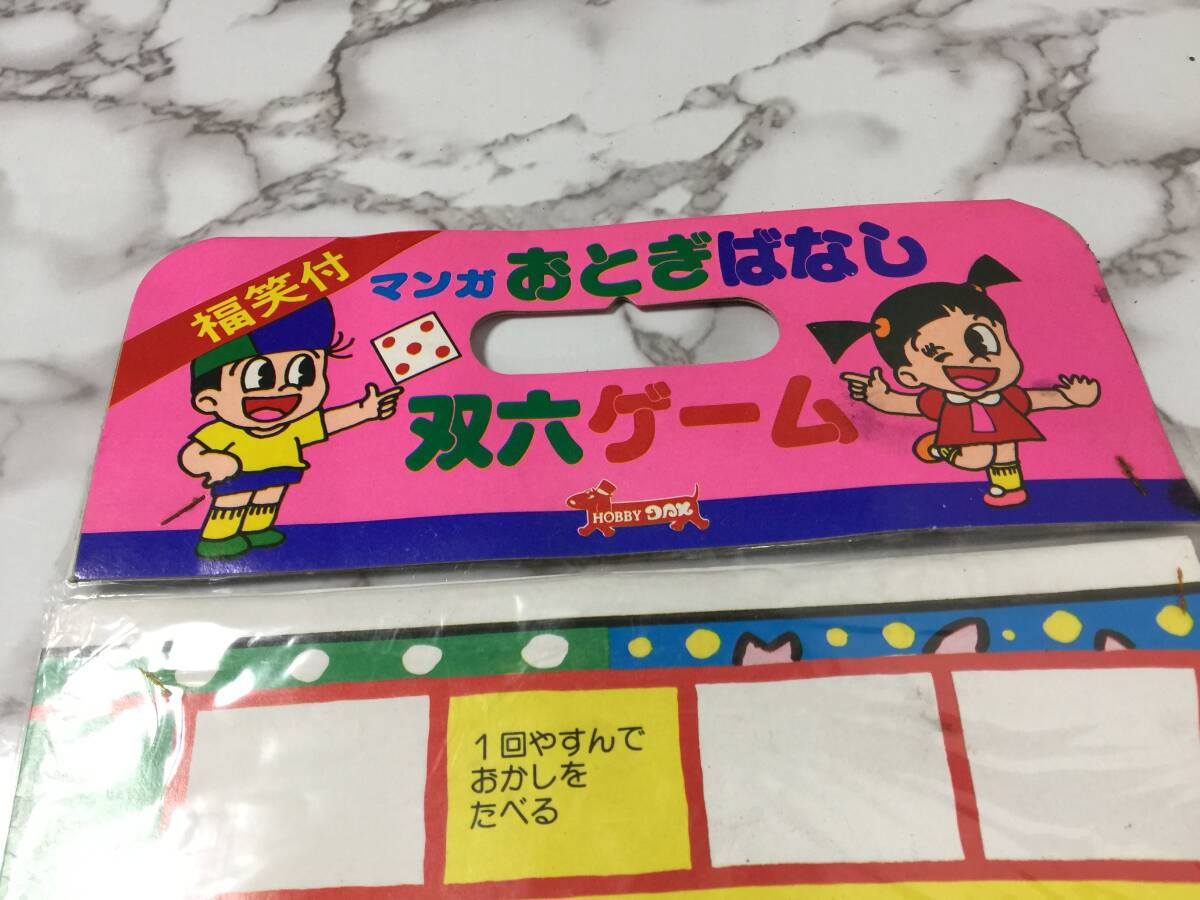 福笑付
マンガ おとぎばなし
双六ゲーム
HOBBY
1回やすんで
おかしを
たべる